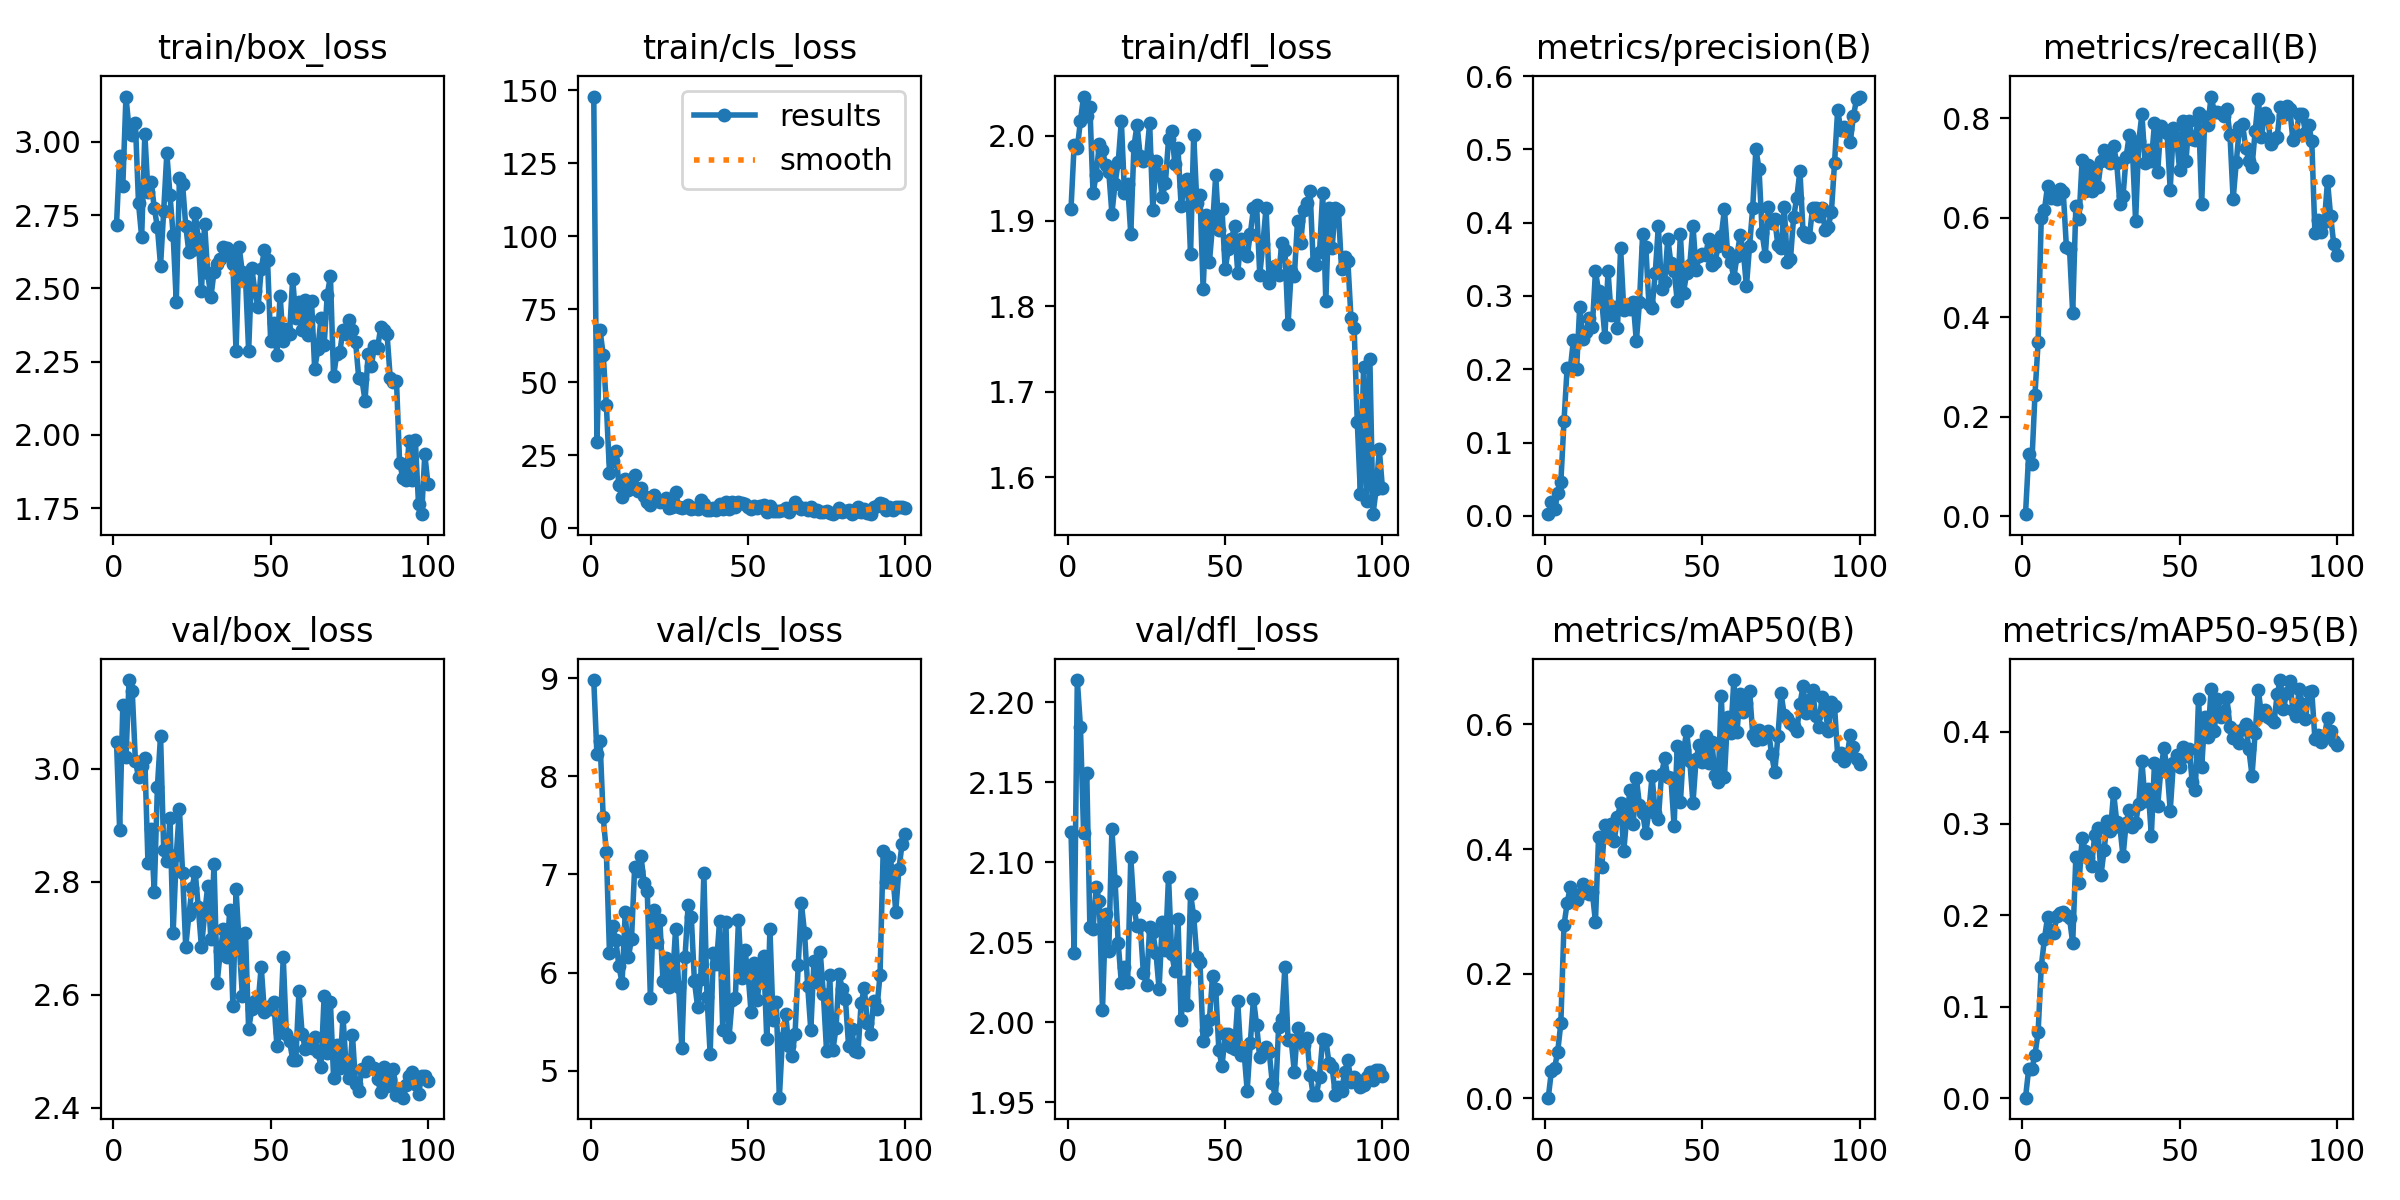 train/box_loss
train/cls_loss
train/dfl_loss
metrics/precision(B)
metrics/recall(B)
3.00
2.75
2.50
2.25
2.00
1.75
0 50 100
150
125
100
75
50
25
0
results
smooth
0 50 100
2.0
1.9
1.8
1.7
1.6
0 50 100
0.6
0.5
0.4
0.3
0.2
0.1
0.0
0 50 100
0.8
0.6
0.4
0.2
0.0
0 50 100
val/box_loss
val/cls_loss
val/dfl_loss
metrics/mAP50(B)
metrics/mAP50-95(B)
3.0
2.8
2.6
2.4
0 50 100
9
8
7
6
5
0 50 100
2.20
2.15
2.10
2.05
2.00
1.95
0 50 100
0.6
0.4
0.2
0.0
0 50 100
0.4
0.3
0.2
0.1
0.0
0 50 100